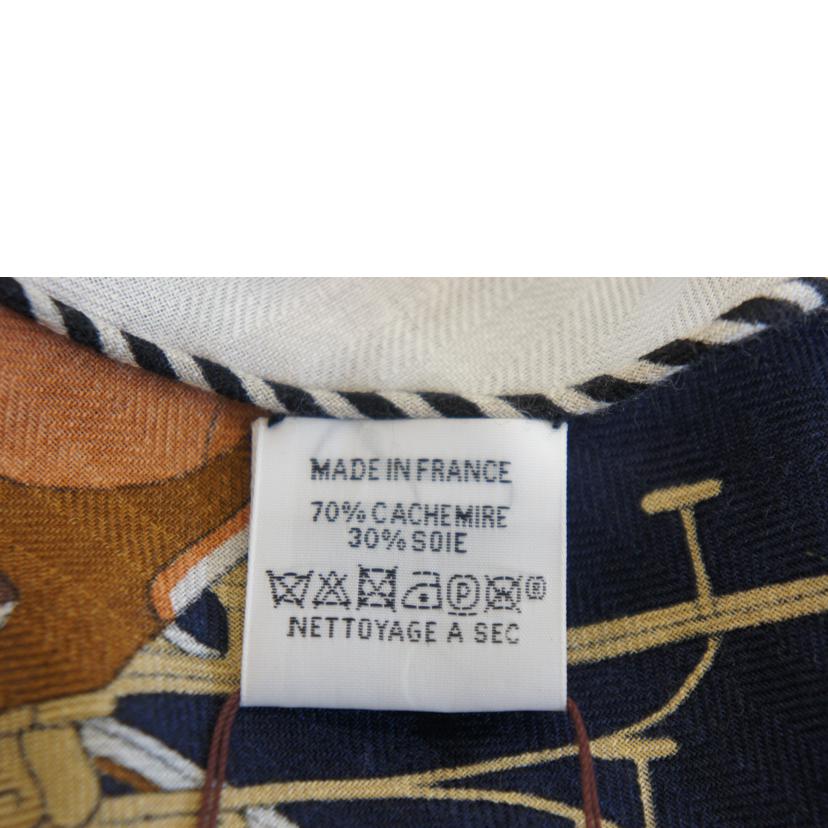 MADE IN FRANCE
70% CACHEMIRE
30% SOIE
P ®
NETTOYAGE A SEC